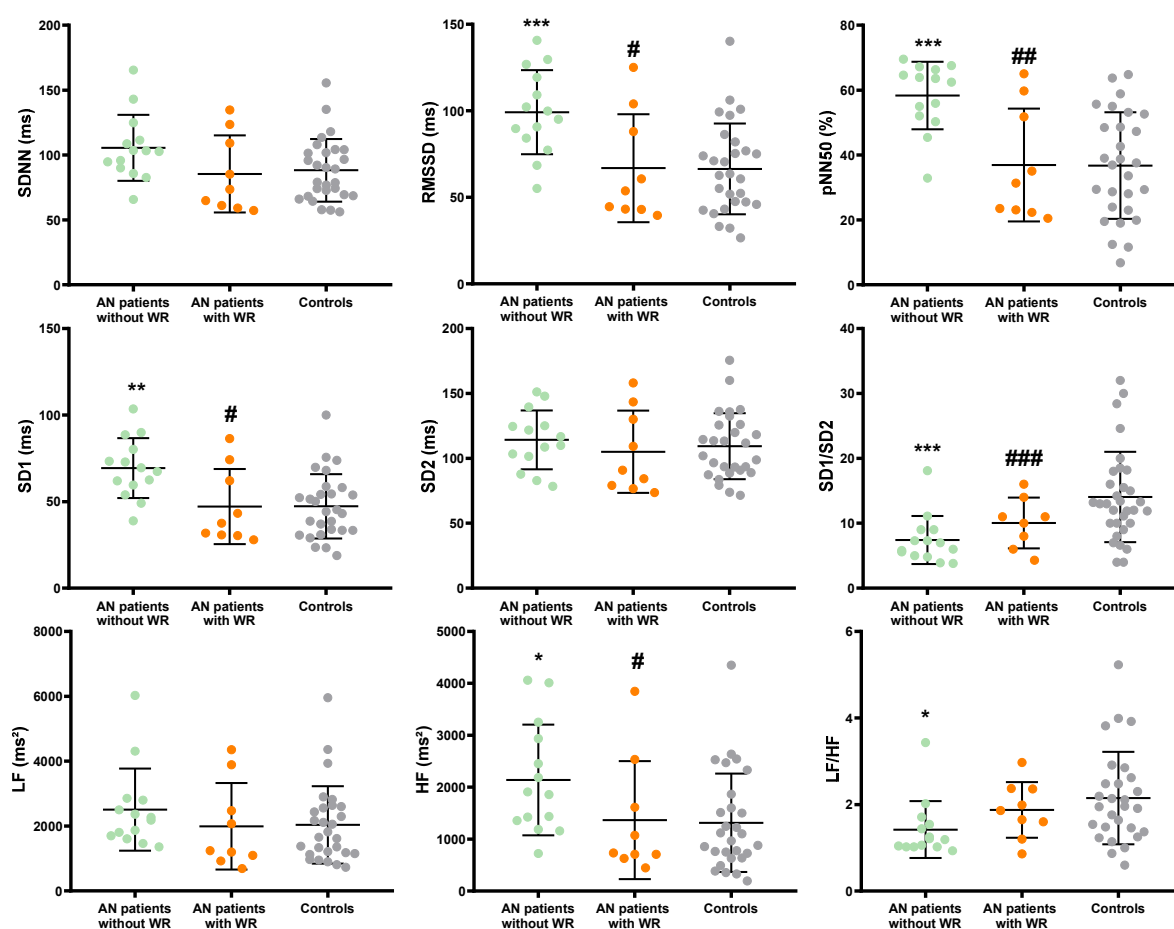 SDNN (ms)
200
150
100
50
0
AN patients
without WR
AN patients
with WR
Controls
RMSSD (ms)
150
100
50
0
***
#
AN patients
without WR
AN patients
with WR
Controls
pNN50 (%)
80
60
40
20
0
***
##
AN patients
without WR
AN patients
with WR
Controls
SD1 (ms)
150
100
50
0
**
#
AN patients
without WR
AN patients
with WR
Controls
SD2 (ms)
200
150
100
50
0
AN patients
without WR
AN patients
with WR
Controls
SD1/SD2
40
30
20
10
0
***
###
AN patients
without WR
AN patients
with WR
Controls
LF (ms²)
8000
6000
4000
2000
0
AN patients
without WR
AN patients
with WR
Controls
HF (ms²)
5000
4000
3000
2000
1000
0
*
#
AN patients
without WR
AN patients
with WR
Controls
LF/HF
6
4
2
0
*
AN patients
without WR
AN patients
with WR
Controls